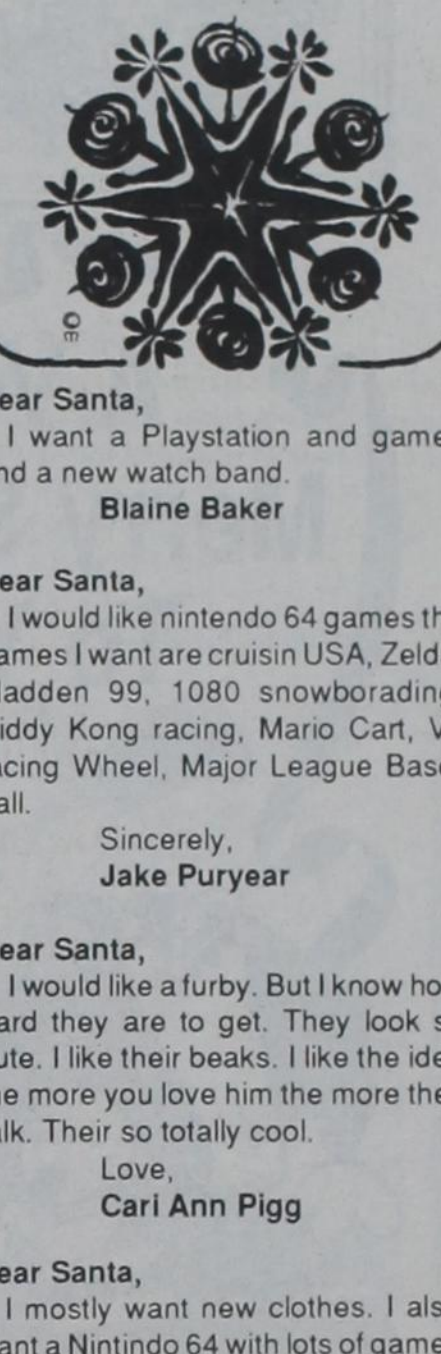 ear Santa,
I want a Playstation and game
nd a new watch band.
Blaine Baker
ear Santa,
I would like nintendo 64 games th
ames I want are cruisin USA, Zeld
ladden 99, 1080 snowborading
iddy Kong racing, Mario Cart, V
acing Wheel, Major League Base
all.
Sincerely,
Jake Puryear
ear Santa,
I would like a furby. But I know ho
ard they are to get. They look s
ute. I like their beaks. I like the ide
he more you love him the more the
alk. Their so totally cool.
Love,
Cari Ann Pigg
ear Santa,
I mostly want new clothes. I als
ant a Nintindo 64 with lots of game